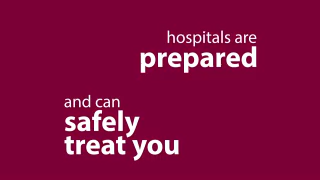 hospitals are
prepared
and can
safely
treat you